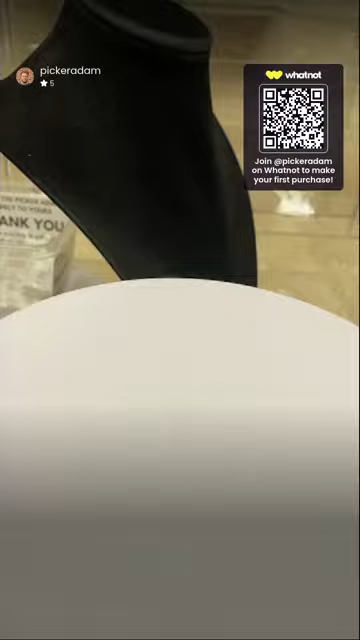 pickeradam
★ 5
whatnot
Join @pickeradam
on Whatnot to make
your first purchase!
ANK YOU